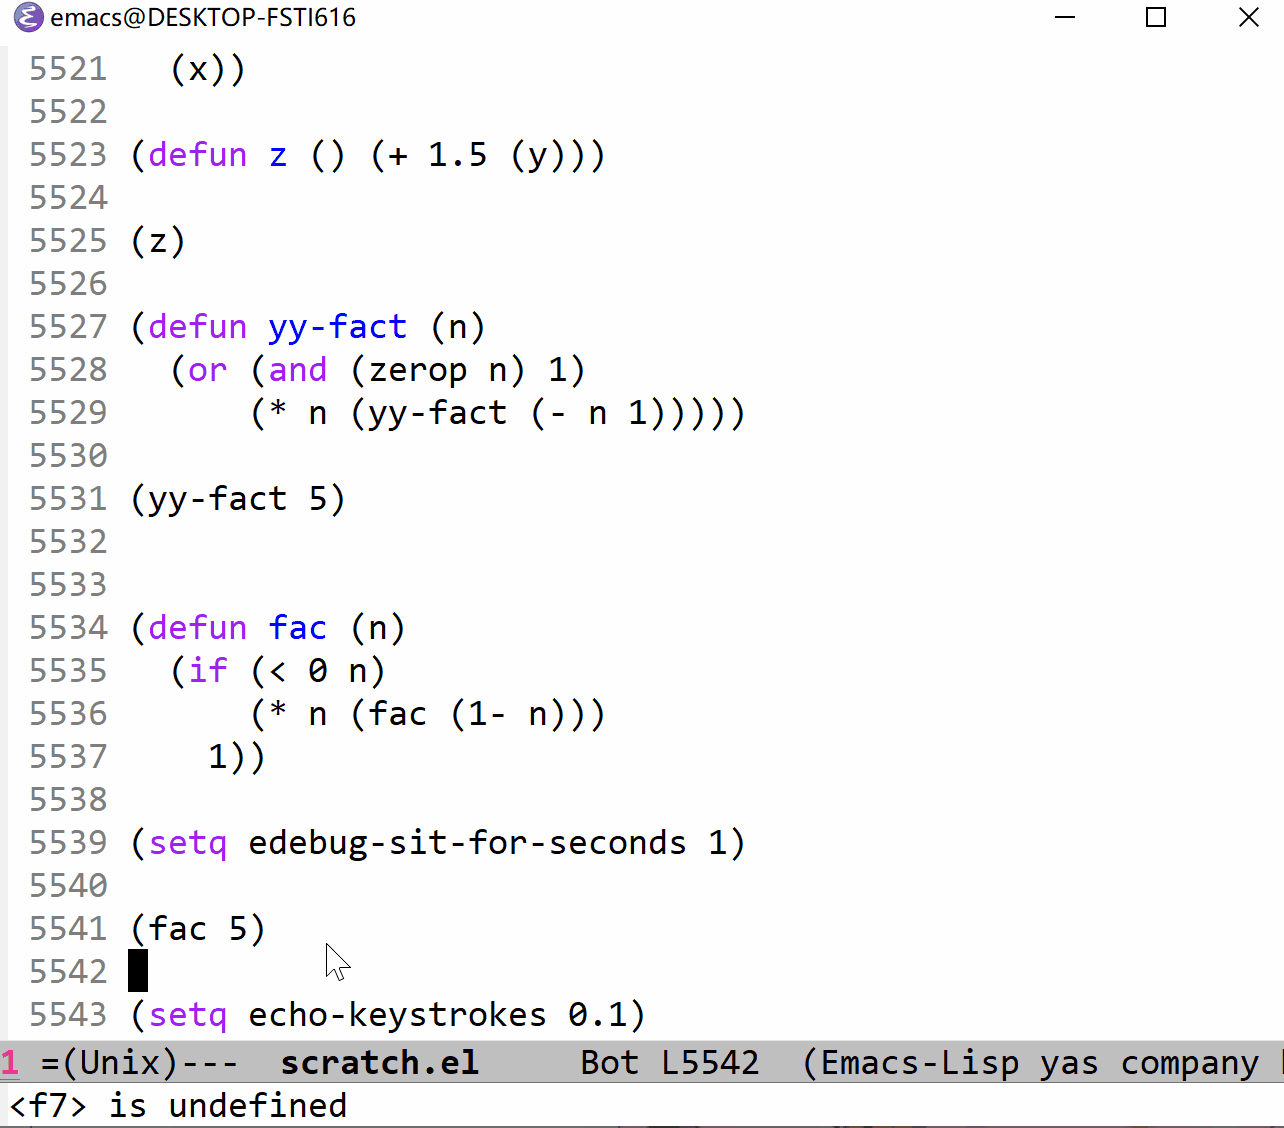 emacs@DESKTOP-FSTI616
5521   (x))
5522
5523 (defun z () (+ 1.5 (y)))
5524
5525 (z)
5526
5527 (defun yy-fact (n)
5528   (or (and (zerop n) 1)
5529       (* n (yy-fact (- n 1)))))
5530
5531 (yy-fact 5)
5532
5533
5534 (defun fac (n)
5535   (if (< 0 n)
5536       (* n (fac (1- n)))
5537     1))
5538
5539 (setq edebug-sit-for-seconds 1)
5540
5541 (fac 5)
5542
5543 (setq echo-keystrokes 0.1)
1 =(Unix)---  scratch.el     Bot L5542  (Emacs-Lisp yas company
<f7> is undefined